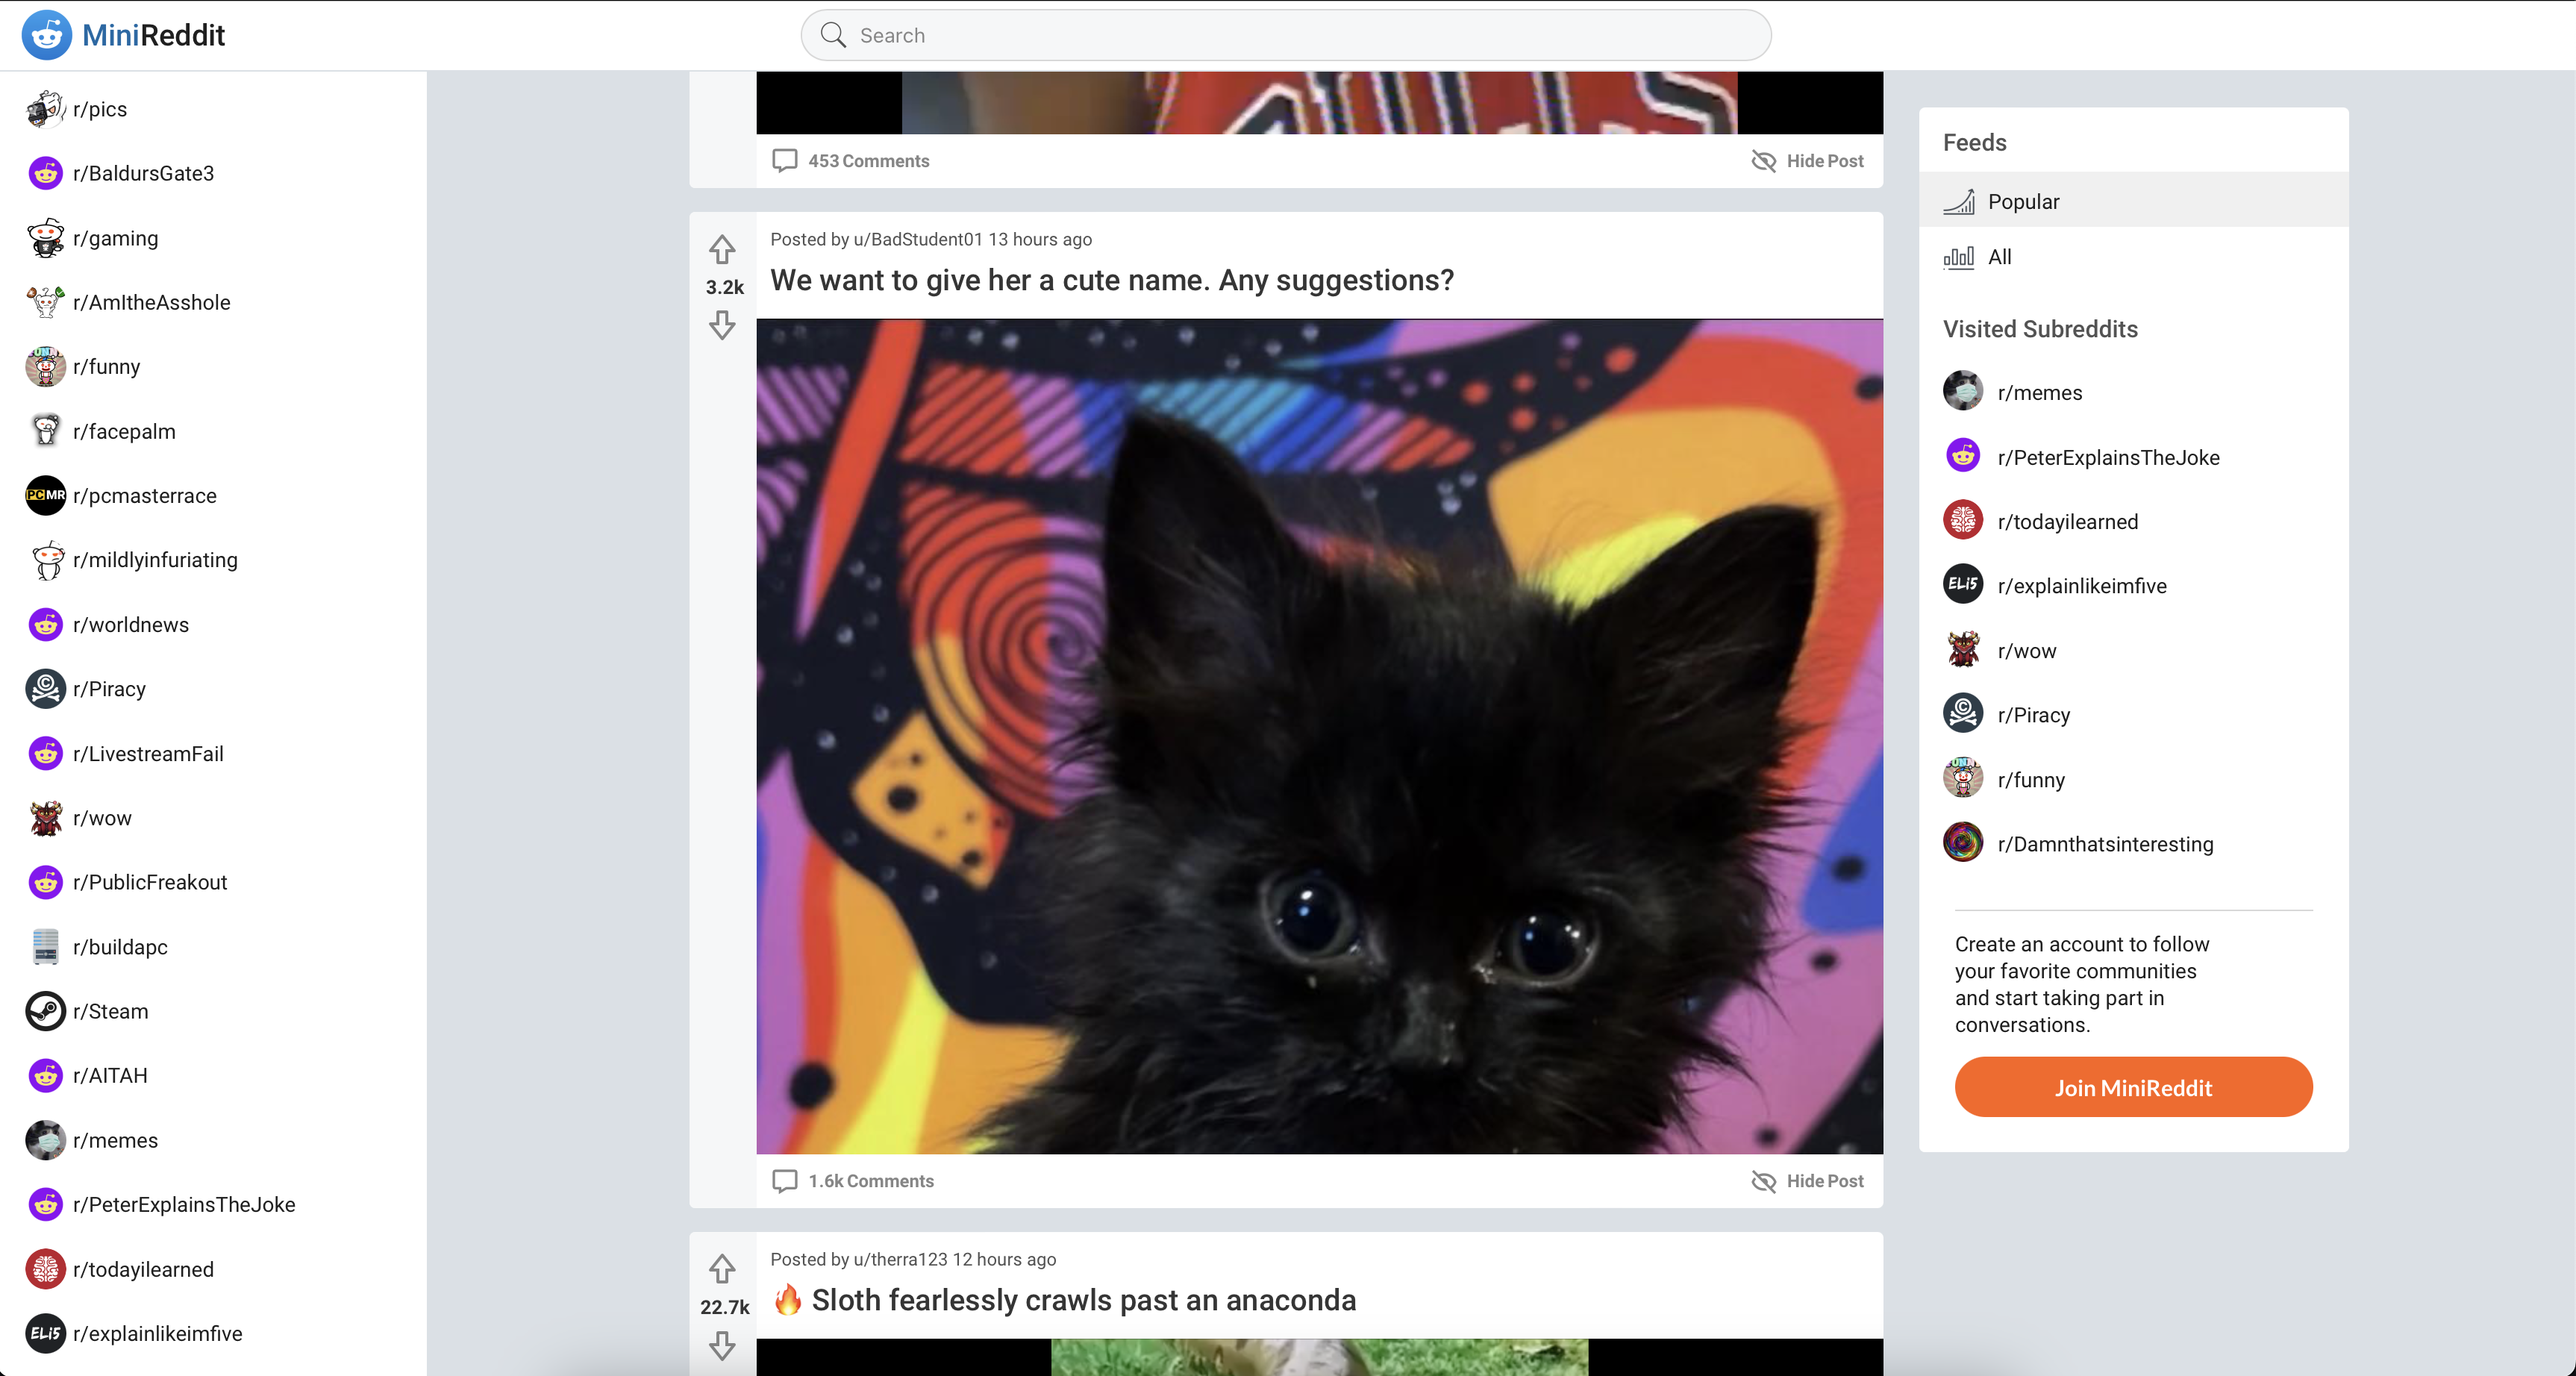 MiniReddit
Search
r/pics
r/BaldursGate3
r/gaming
r/AmItheAsshole
r/funny
r/facepalm
PCMR r/pcmasterrace
r/mildlyinfuriating
r/worldnews
r/Piracy
r/LivestreamFail
r/wow
r/PublicFreakout
r/buildapc
r/Steam
r/AITAH
r/memes
r/PeterExplainsTheJoke
r/todayilearned
ELI5 r/explainlikeimfive
453 Comments
Hide Post
Posted by u/BadStudent01 13 hours ago
3.2k
We want to give her a cute name. Any suggestions?
1.6k Comments
Hide Post
Posted by u/therra123 12 hours ago
22.7k
🔥 Sloth fearlessly crawls past an anaconda
Feeds
Popular
All
Visited Subreddits
r/memes
r/PeterExplainsTheJoke
r/todayilearned
ELI5 r/explainlikeimfive
r/wow
r/Piracy
r/funny
r/Damnthatsinteresting
Create an account to follow
your favorite communities
and start taking part in
conversations.
Join MiniReddit